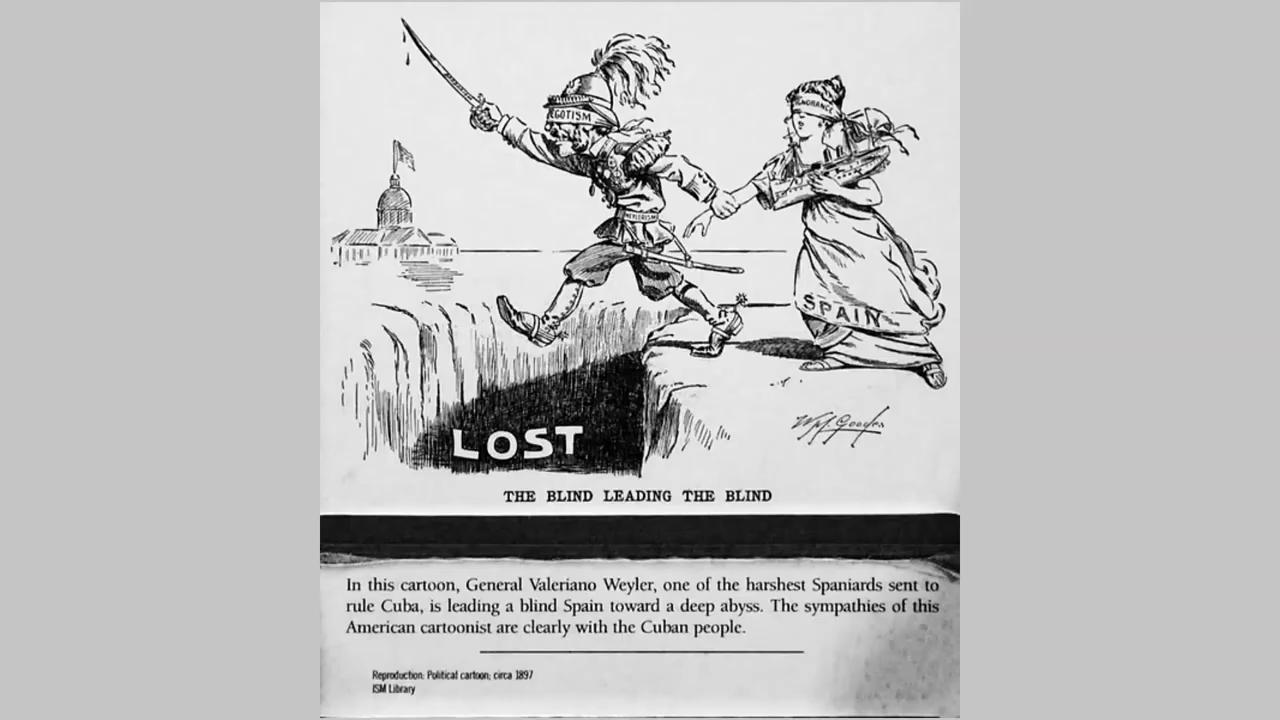 EGOTISM
IGNORANCE
WEYLERISM
SPAIN
LOST
THE BLIND LEADING THE BLIND
In this cartoon, General Valeriano Weyler, one of the harshest Spaniards sent to
rule Cuba, is leading a blind Spain toward a deep abyss. The sympathies of this
American cartoonist are clearly with the Cuban people.
Reproduction: Political cartoon; circa 1897
ISM Library